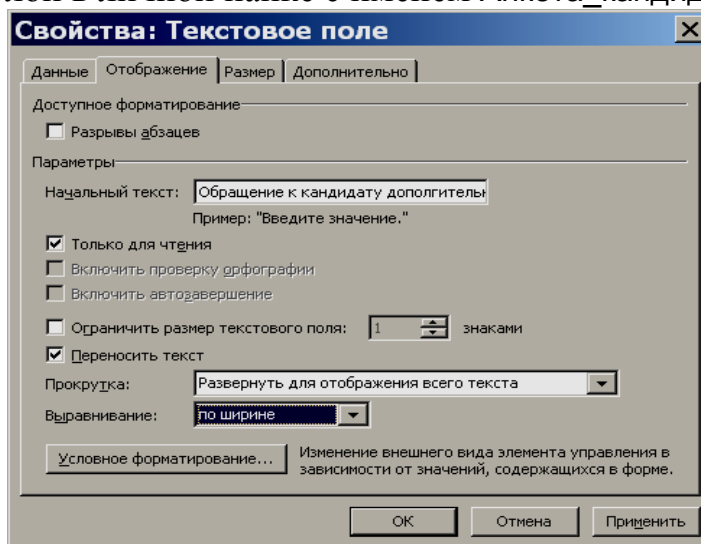 Свойства: Текстовое поле
Данные Отображение Размер Дополнительно
Доступное форматирование
Разрывы абзацев
Параметры
Начальный текст: Обращение к кандидату дополгительн
Пример: "Введите значение."
Только для чтения
Включить проверку орфографии
Включить автозавершение
Ограничить размер текстового поля: 1 знаками
Переносить текст
Прокрутка: Развернуть для отображения всего текста
Выравнивание: по ширине
Условное форматирование... Изменение внешнего вида элемента управления в
зависимости от значений, содержащихся в форме.
ОК Отмена Применить